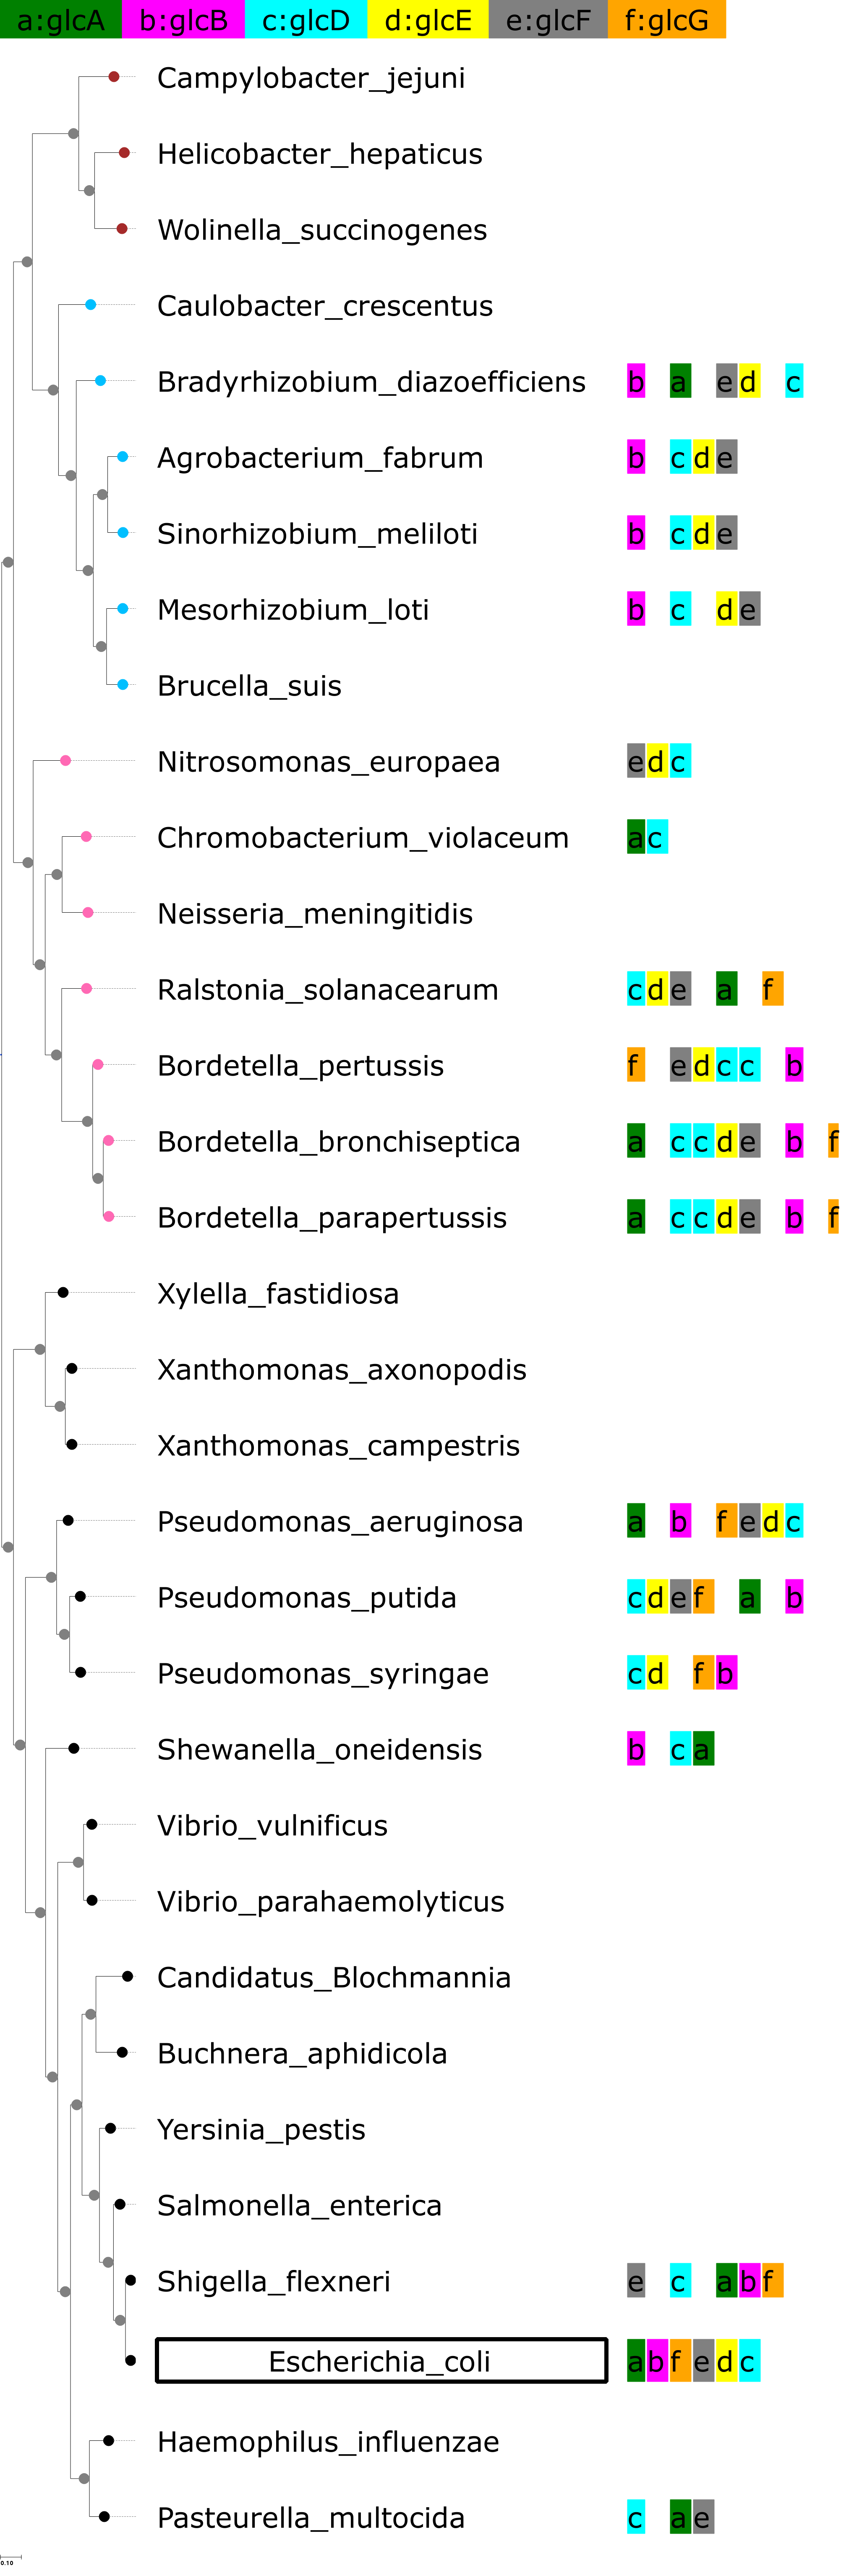 a:glcA b:glcB c:glcD d:glcE e:glcF f:glcG
Campylobacter_jejuni
Helicobacter_hepaticus
Wolinella_succinogenes
Caulobacter_crescentus
Bradyrhizobium_diazoefficiens b a e d c
Agrobacterium_fabrum b c d e
Sinorhizobium_meliloti b c d e
Mesorhizobium_loti b c d e
Brucella_suis
Nitrosomonas_europaea e d c
Chromobacterium_violaceum a c
Neisseria_meningitidis
Ralstonia_solanacearum c d e a f
Bordetella_pertussis f e d c c b
Bordetella_bronchiseptica a c c d e b f
Bordetella_parapertussis a c c d e b f
Xylella_fastidiosa
Xanthomonas_axonopodis
Xanthomonas_campestris
Pseudomonas_aeruginosa a b f e d c
Pseudomonas_putida c d e f a b
Pseudomonas_syringae c d f b
Shewanella_oneidensis b c a
Vibrio_vulnificus
Vibrio_parahaemolyticus
Candidatus_Blochmannia
Buchnera_aphidicola
Yersinia_pestis
Salmonella_enterica
Shigella_flexneri e c a b f
Escherichia_coli a b f e d c
Haemophilus_influenzae
Pasteurella_multocida c a e
0.10